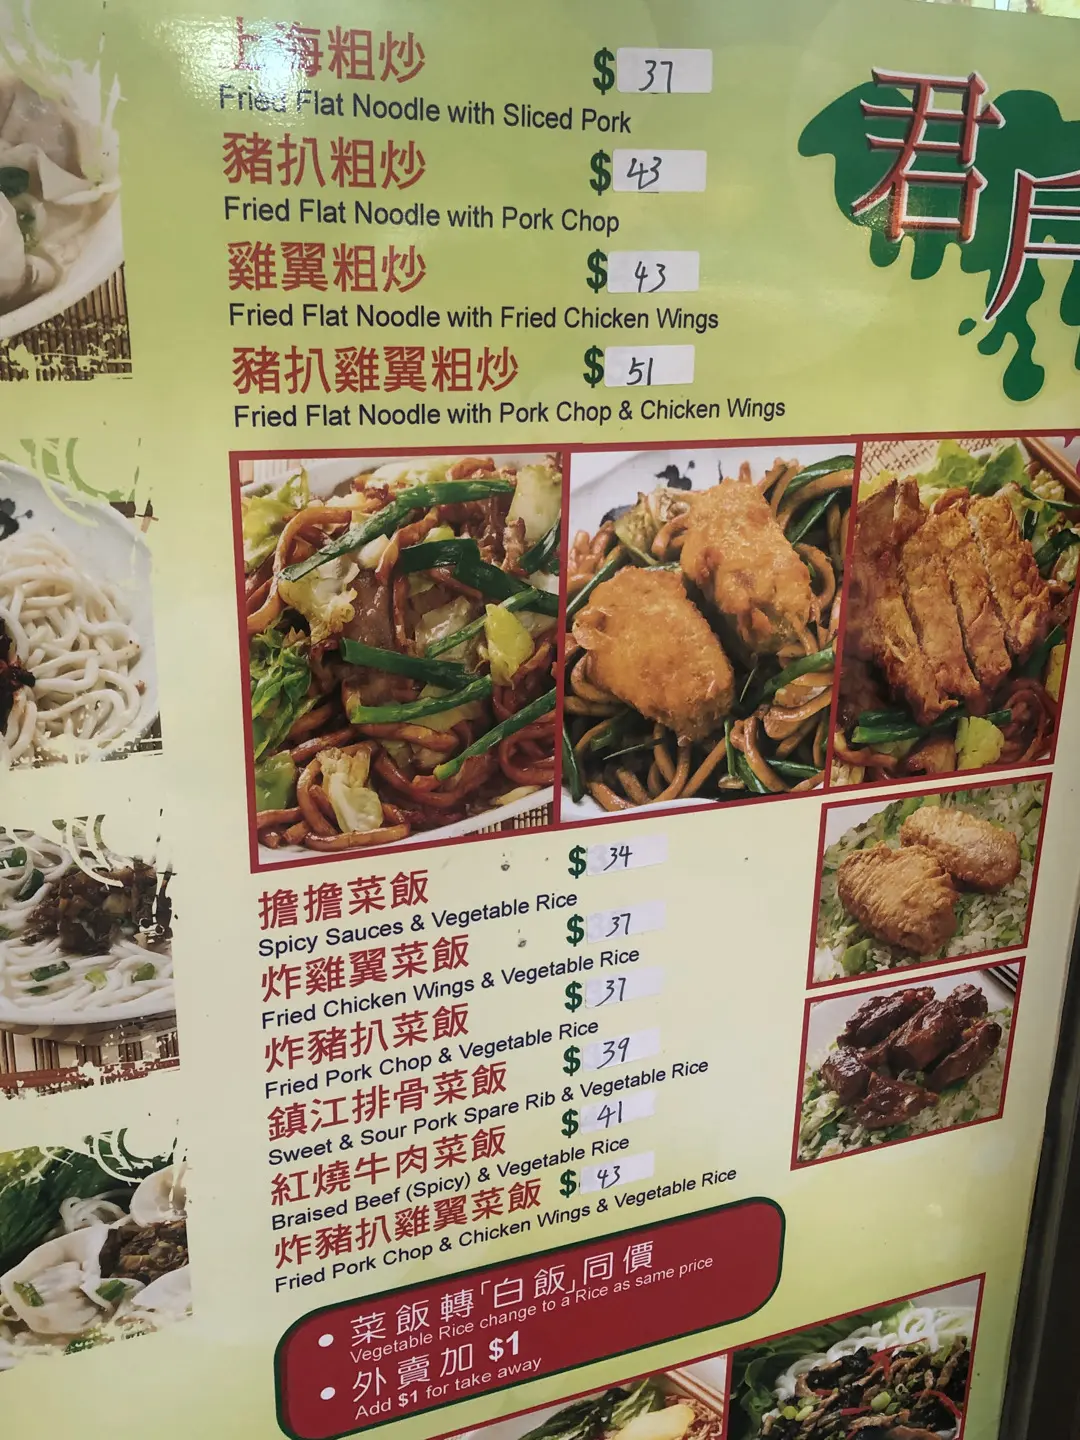 上海粗炒 $ 37
Fried Flat Noodle with Sliced Pork
豬扒粗炒 $ 43
Fried Flat Noodle with Pork Chop
雞翼粗炒 $ 43
Fried Flat Noodle with Fried Chicken Wings
豬扒雞翼粗炒 $ 51
Fried Flat Noodle with Pork Chop & Chicken Wings
君
擔擔菜飯 $ 34
Spicy Sauces & Vegetable Rice
炸雞翼菜飯 $ 37
Fried Chicken Wings & Vegetable Rice
炸豬扒菜飯 $ 37
Fried Pork Chop & Vegetable Rice
鎮江排骨菜飯 $ 39
Sweet & Sour Pork Spare Rib & Vegetable Rice
紅燒牛肉菜飯 $ 41
Braised Beef (Spicy) & Vegetable Rice
炸豬扒雞翼菜飯 $ 43
Fried Pork Chop & Chicken Wings & Vegetable Rice
• 菜飯轉「白飯」同價
Vegetable Rice change to a Rice as same price
• 外賣加 $1
Add $1 for take away